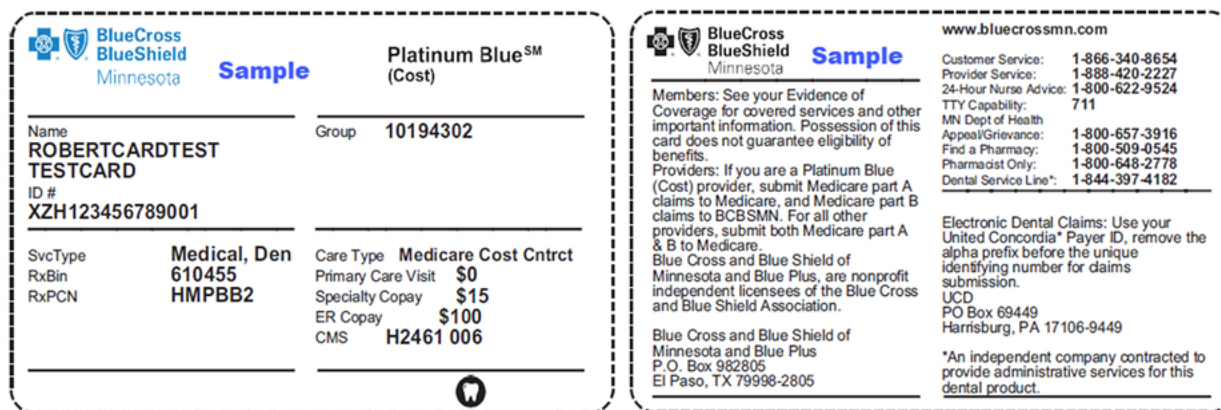 BlueCross
BlueShield
Minnesota
Sample
Platinum Blue℠
(Cost)
Name
ROBERTCARDTEST
TESTCARD
ID #
XZH123456789001
Group 10194302
SvcType Medical, Den
RxBin 610455
RxPCN HMPBB2
Care Type Medicare Cost Cntrct
Primary Care Visit $0
Specialty Copay $15
ER Copay $100
CMS H2461 006
BlueCross
BlueShield
Minnesota
Sample
Members: See your Evidence of
Coverage for covered services and other
important information. Possession of this
card does not guarantee eligibility of
benefits.
Providers: If you are a Platinum Blue
(Cost) provider, submit Medicare part A
claims to Medicare, and Medicare part B
claims to BCBSMN. For all other
providers, submit both Medicare part A
& B to Medicare.
Blue Cross and Blue Shield of
Minnesota and Blue Plus, are nonprofit
independent licensees of the Blue Cross
and Blue Shield Association.
Blue Cross and Blue Shield of
Minnesota and Blue Plus
P.O. Box 982805
El Paso, TX 79998-2805
www.bluecrossmn.com
Customer Service: 1-866-340-8654
Provider Service: 1-888-420-2227
24-Hour Nurse Advice: 1-800-622-9524
TTY Capability: 711
MN Dept of Health
Appeal/Grievance: 1-800-657-3916
Find a Pharmacy: 1-800-509-0545
Pharmacist Only: 1-800-648-2778
Dental Service Line*: 1-844-397-4182
Electronic Dental Claims: Use your
United Concordia* Payer ID, remove the
alpha prefix before the unique
identifying number for claims
submission.
UCD
PO Box 69449
Harrisburg, PA 17106-9449
*An independent company contracted to
provide administrative services for this
dental product.